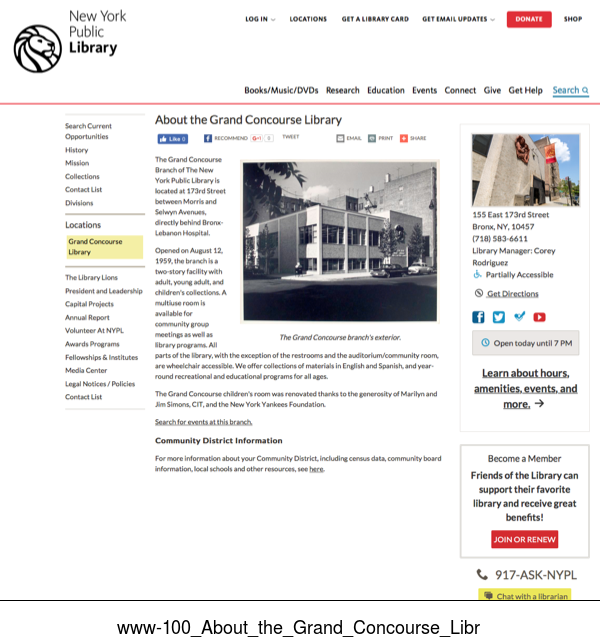 New York
Public
Library
LOG IN
LOCATIONS
GET A LIBRARY CARD
GET EMAIL UPDATES
DONATE
SHOP
Books/Music/DVDs Research Education Events Connect Give Get Help Search
Search Current
Opportunities
History
Mission
Collections
Contact List
Divisions
Locations
Grand Concourse
Library
The Library Lions
President and Leadership
Capital Projects
Annual Report
Volunteer At NYPL
Awards Programs
Fellowships & Institutes
Media Center
Legal Notices / Policies
Contact List
About the Grand Concourse Library
Like 0
RECOMMEND
G+1 0
TWEET
EMAIL
PRINT
SHARE
The Grand Concourse
Branch of The New
York Public Library is
located at 173rd Street
between Morris and
Selwyn Avenues,
directly behind Bronx-
Lebanon Hospital.
Opened on August 12,
1959, the branch is a
two-story facility with
adult, young adult, and
children's collections. A
multiuse room is
available for
community group
meetings as well as
library programs. All
The Grand Concourse branch's exterior.
parts of the library, with the exception of the restrooms and the auditorium/community room,
are wheelchair accessible. We offer collections of materials in English and Spanish, and year-
round recreational and educational programs for all ages.
The Grand Concourse children's room was renovated thanks to the generosity of Marilyn and
Jim Simons, CIT, and the New York Yankees Foundation.
Search for events at this branch.
Community District Information
For more information about your Community District, including census data, community board
information, local schools and other resources, see here.
155 East 173rd Street
Bronx, NY, 10457
(718) 583-6611
Library Manager: Corey
Rodriguez
Partially Accessible
Get Directions
Open today until 7 PM
Learn about hours,
amenities, events, and
more. →
Become a Member
Friends of the Library can
support their favorite
library and receive great
benefits!
JOIN OR RENEW
917-ASK-NYPL
Chat with a librarian
www-100_About_the_Grand_Concourse_Libr